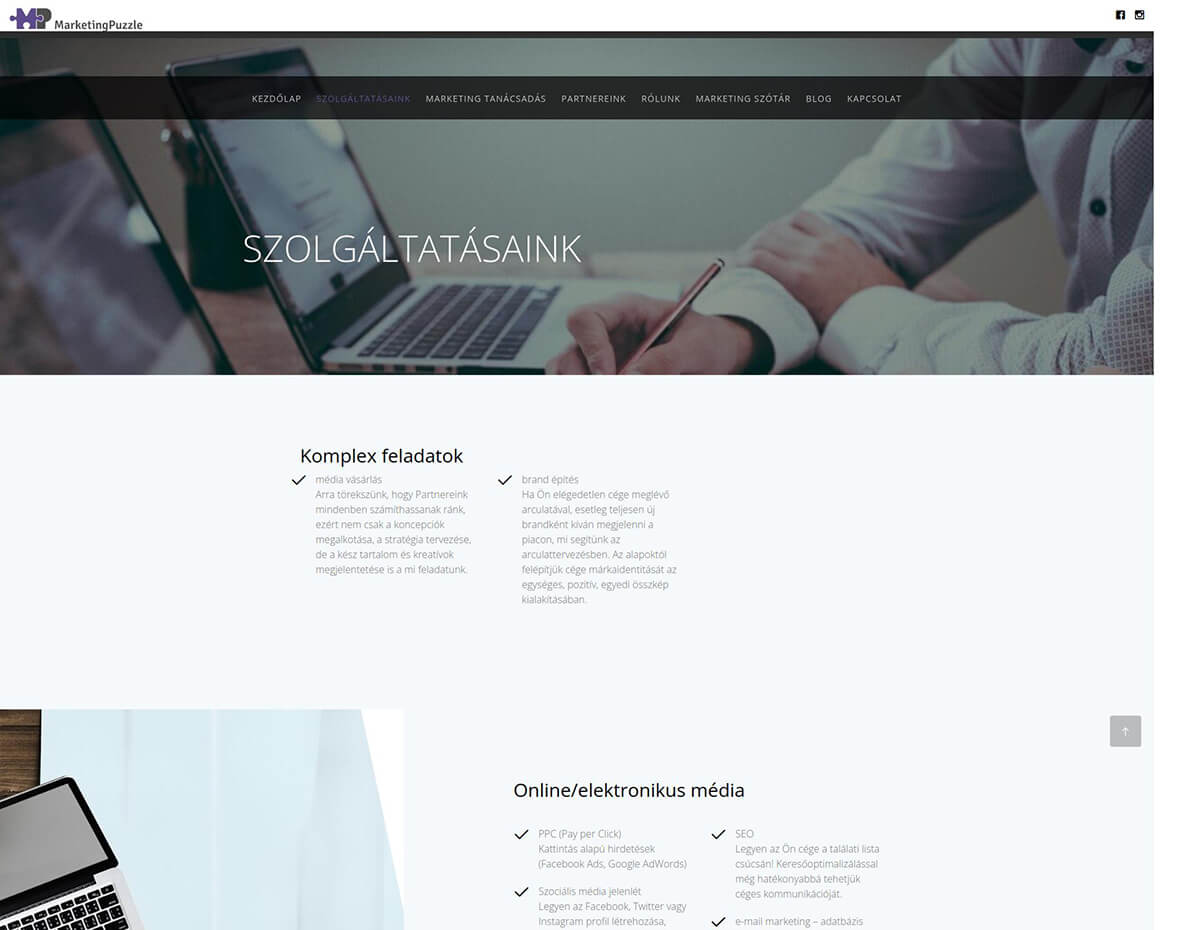 MP MarketingPuzzle
KEZDŐLAP SZOLGÁLTATÁSAINK MARKETING TANÁCSADÁS PARTNEREINK RÓLUNK MARKETING SZÓTÁR BLOG KAPCSOLAT
SZOLGÁLTATÁSAINK
Komplex feladatok
média vásárlás
Arra törekszünk, hogy Partnereink
mindenben számíthassanak ránk,
ezért nem csak a koncepciók
megalkotása, a stratégia tervezése,
de a kész tartalom és kreatívok
megjelentetése is a mi feladatunk.
brand építés
Ha Ön elégedetlen cége meglévő
arculatával, esetleg teljesen új
brandként kíván megjelenni a
piacon, mi segítünk az
arculattervezésben. Az alapoktól
felépítjük cége márkaidentitását az
egységes, pozitív, egyedi összkép
kialakításában.
Online/elektronikus média
PPC (Pay per Click)
Kattintás alapú hirdetések
(Facebook Ads, Google AdWords)
Szociális média jelenlét
Legyen az Facebook, Twitter vagy
Instagram profil létrehozása,
SEO
Legyen az Ön cége a találati lista
csúcsán! Keresőoptimalizálással
még hatékonyabbá tehetjük
céges kommunikációját.
e-mail marketing – adatbázis